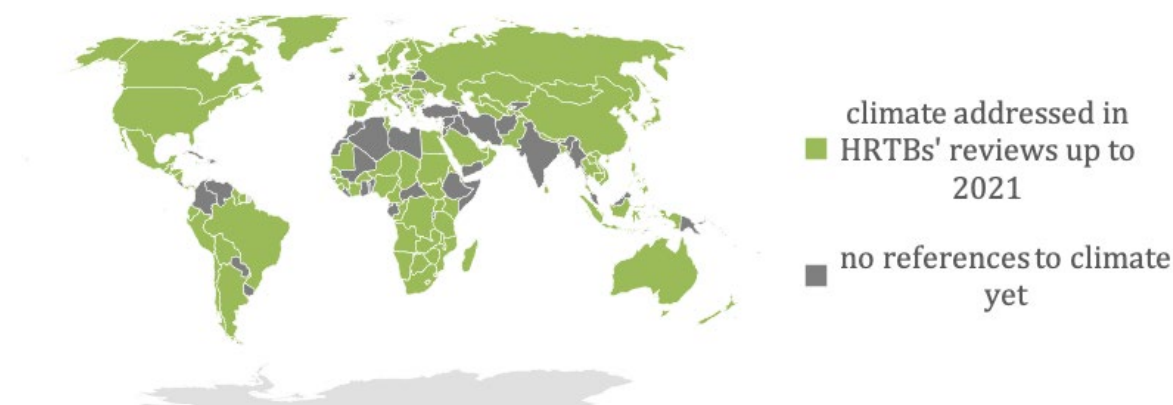 climate addressed in
HRTBs' reviews up to
2021
no references to climate
yet